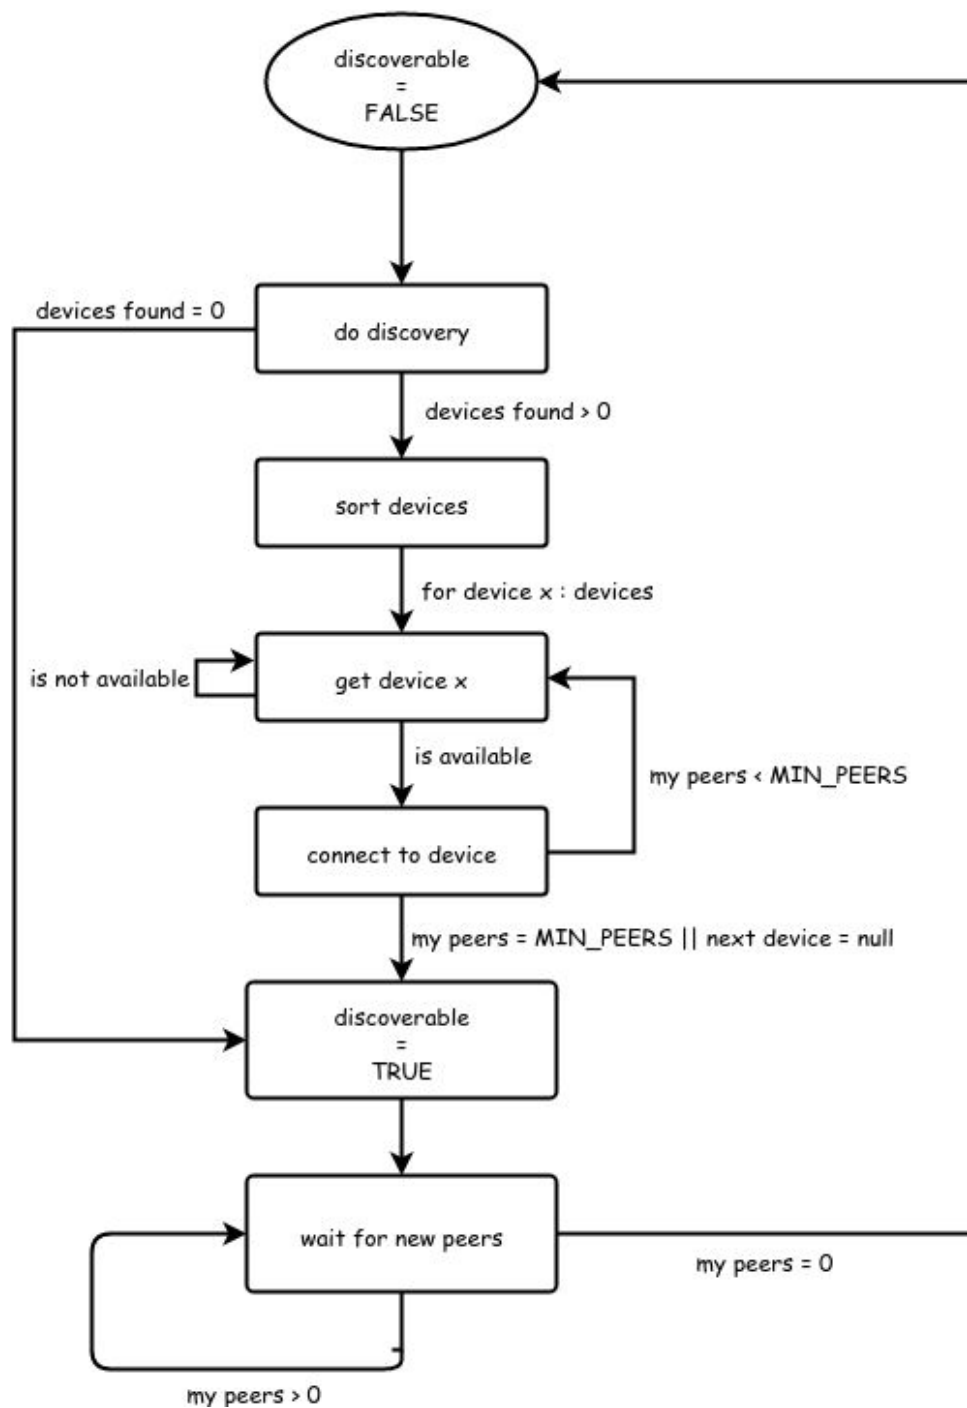 discoverable
=
FALSE
devices found = 0
do discovery
devices found > 0
sort devices
for device x : devices
is not available
get device x
is available
my peers < MIN_PEERS
connect to device
my peers = MIN_PEERS || next device = null
discoverable
=
TRUE
wait for new peers
my peers = 0
my peers > 0